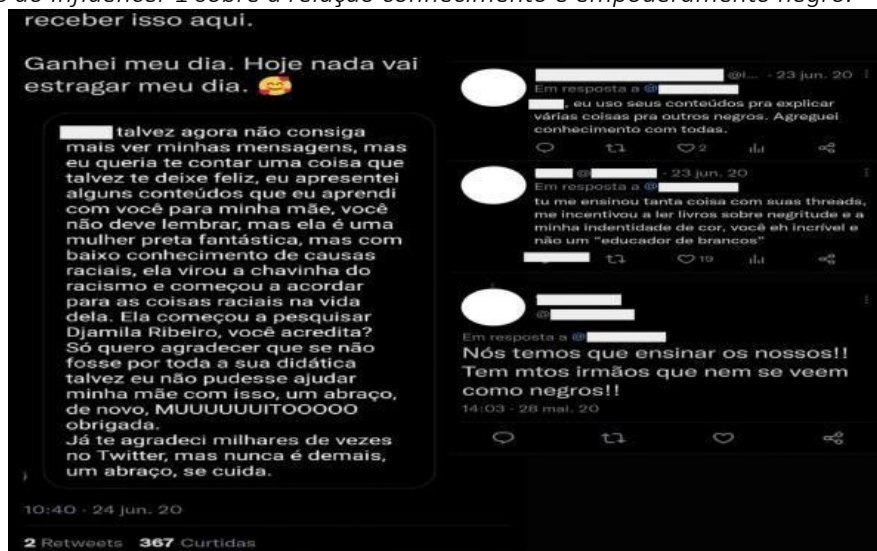 receber isso aqui.
Ganhei meu dia. Hoje nada vai
estragar meu dia. 🥰
talvez agora não consiga
mais ver minhas mensagens, mas
eu queria te contar uma coisa que
talvez te deixe feliz, eu apresentei
alguns conteúdos que eu aprendi
com você para minha mãe, você
não deve lembrar, mas ela é uma
mulher preta fantástica, mas com
baixo conhecimento de causas
raciais, ela virou a chavinha do
racismo e começou a acordar
para as coisas raciais na vida
dela. Ela começou a pesquisar
Djamila Ribeiro, você acredita?
Só quero agradecer que se não
fosse por toda a sua didática
talvez eu não pudesse ajudar
minha mãe com isso, um abraço,
de novo, MUUUUUUITOOOOO
obrigada.
Já te agradeci milhares de vezes
no Twitter, mas nunca é demais,
um abraço, se cuida.
10:40 · 24 jun. 20
2 Retweets 367 Curtidas
· 23 jun. 20
Em resposta a @
, eu uso seus conteúdos pra explicar
várias coisas pra outros negros. Agreguei
conhecimento com todas.
2
@ · 23 jun. 20
Em resposta a @
tu me ensinou tanta coisa com suas threads,
me incentivou a ler livros sobre negritude e a
minha indentidade de cor, você eh incrível e
não um "educador de brancos"
19
@
Em resposta a @
Nós temos que ensinar os nossos!!
Tem mtos irmãos que nem se veem
como negros!!
14:03 · 28 mai. 20